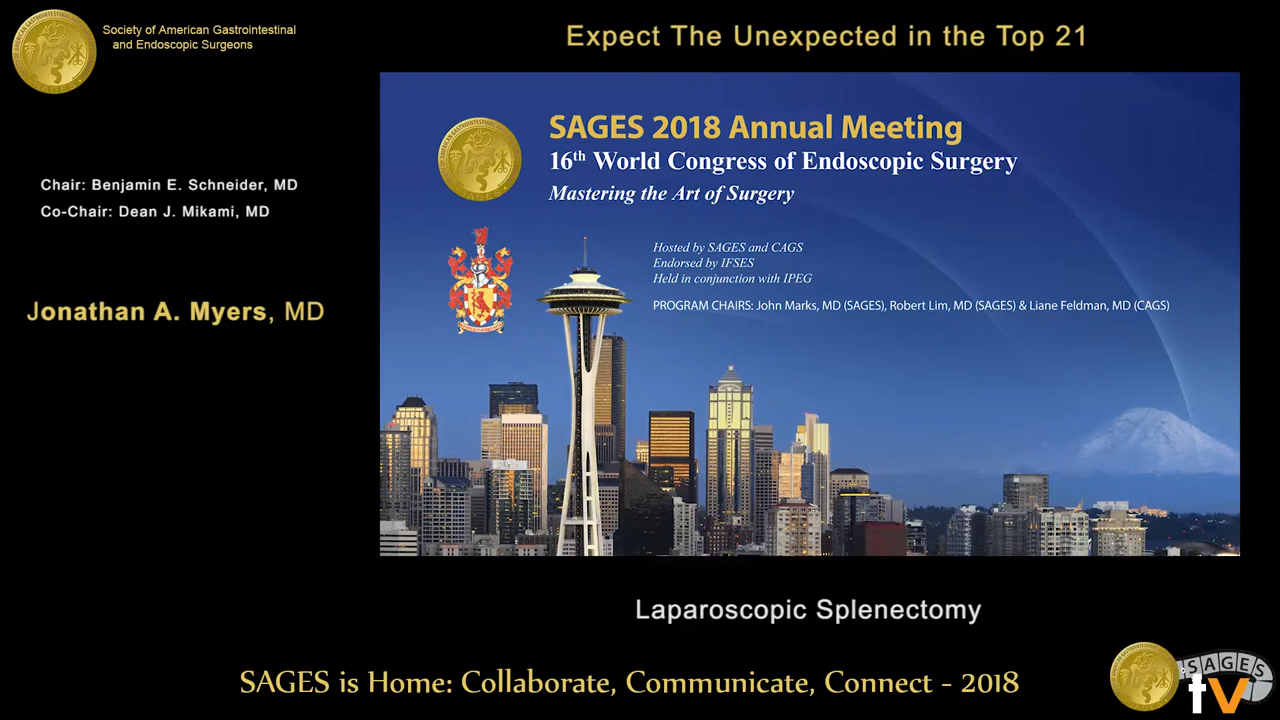 Society of American Gastrointestinal
and Endoscopic Surgeons
Expect The Unexpected in the Top 21
Chair: Benjamin E. Schneider, MD
Co-Chair: Dean J. Mikami, MD
Jonathan A. Myers, MD
SAGES 2018 Annual Meeting
16th World Congress of Endoscopic Surgery
Mastering the Art of Surgery
Hosted by SAGES and CAGS
Endorsed by IFSES
Held in conjunction with IPEG
PROGRAM CHAIRS: John Marks, MD (SAGES), Robert Lim, MD (SAGES) & Liane Feldman, MD (CAGS)
Laparoscopic Splenectomy
SAGES is Home: Collaborate, Communicate, Connect - 2018
SAGES
tv